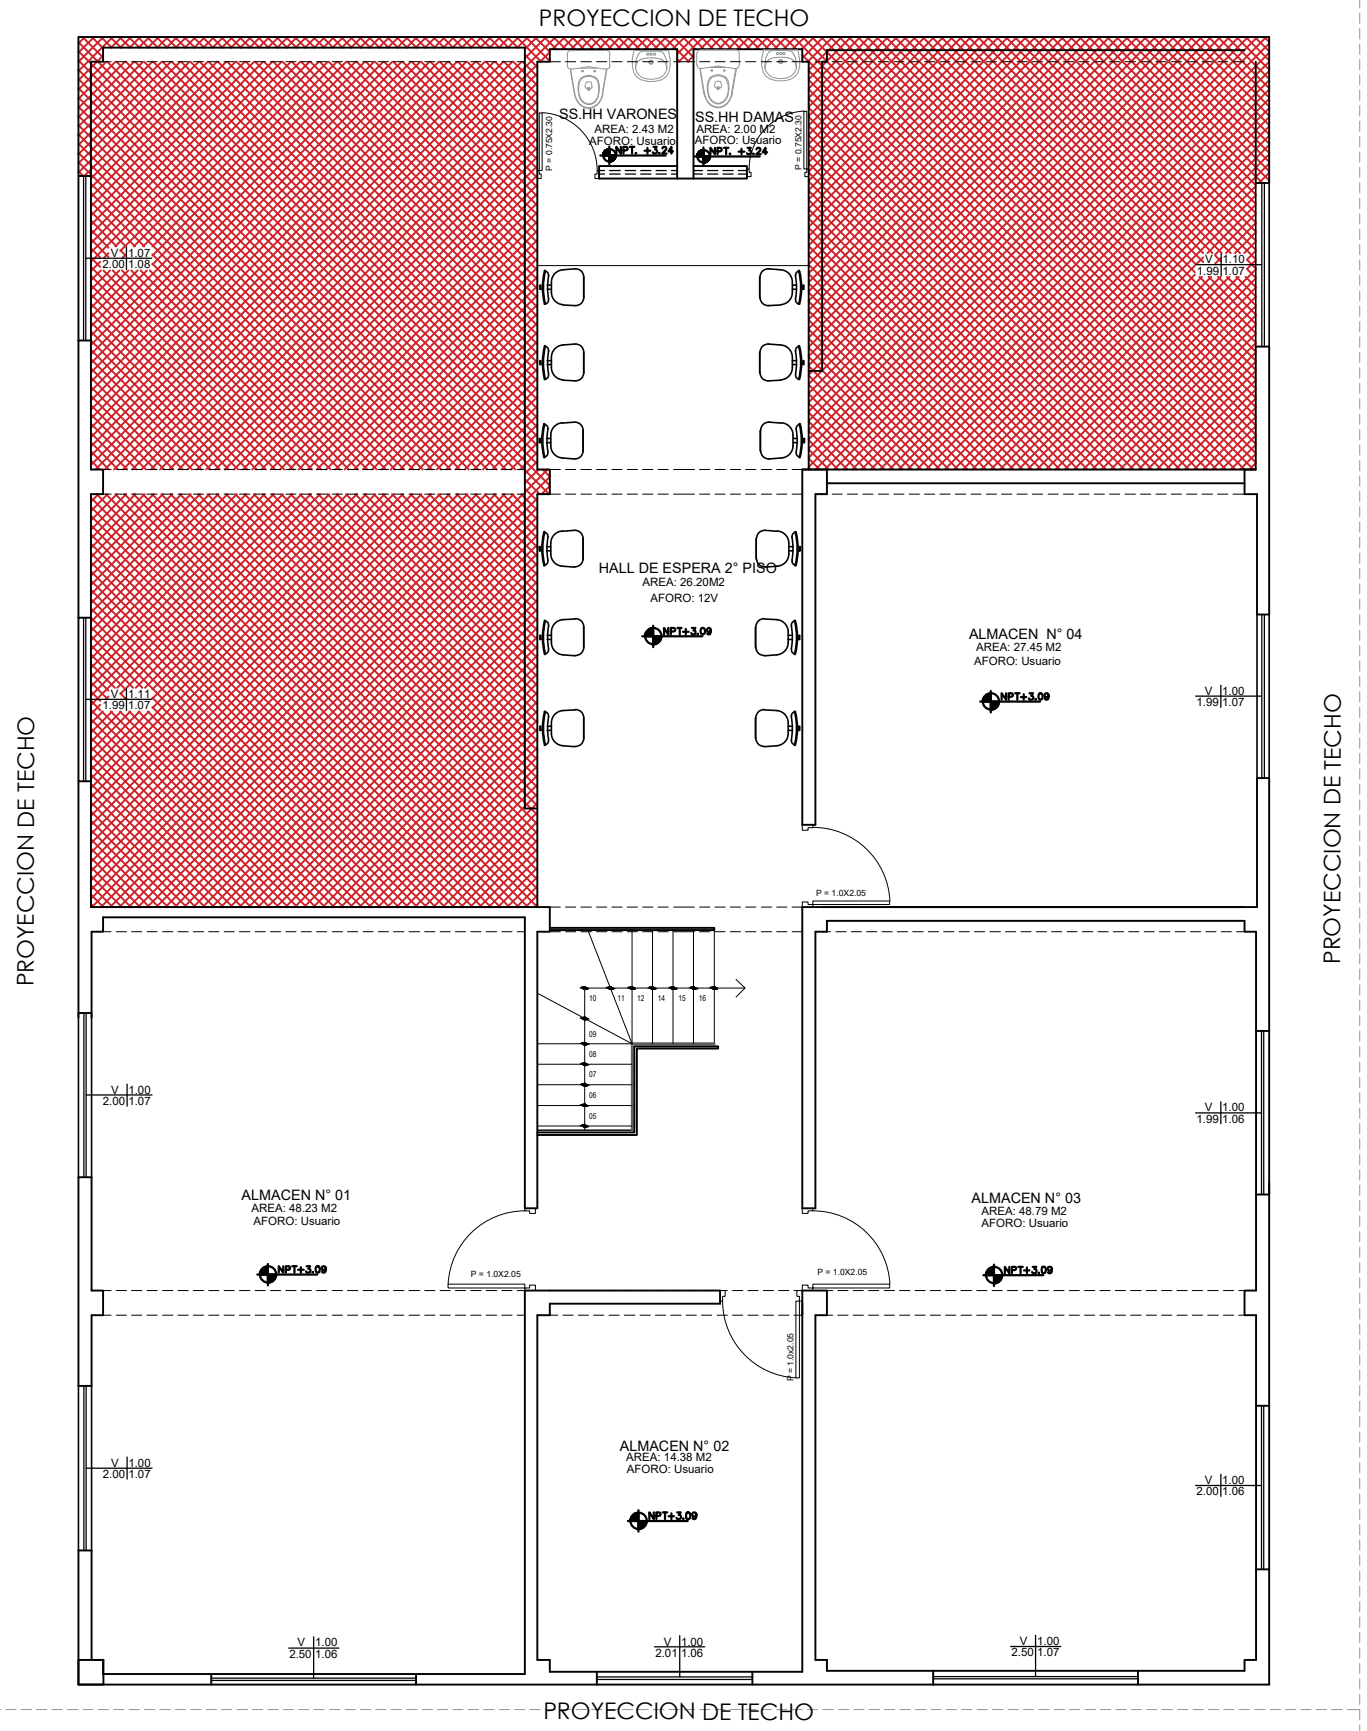 PROYECCION DE TECHO
SS.HH VARONES
AREA: 2.43 M2
AFORO: Usuario
NPT. +3.24
P = 0.75X2.30
SS.HH DAMAS
AREA: 2.00 M2
AFORO: Usuario
NPT. +3.24
P = 0.75X2.30
V 1.07
2.00 1.08
V 1.10
1.99 1.07
HALL DE ESPERA 2° PISO
AREA: 26.20M2
AFORO: 12V
NPT+3.09
ALMACEN N° 04
AREA: 27.45 M2
AFORO: Usuario
NPT+3.09
V 1.11
1.99 1.07
V 1.00
1.99 1.07
PROYECCION DE TECHO
PROYECCION DE TECHO
P = 1.0X2.05
10 11 12 14 15 16
09
08
07
06
05
V 1.00
2.00 1.07
V 1.00
1.99 1.06
ALMACEN N° 01
AREA: 48.23 M2
AFORO: Usuario
NPT+3.09
P = 1.0X2.05
ALMACEN N° 03
AREA: 48.79 M2
AFORO: Usuario
NPT+3.09
P = 1.0X2.05
P = 1.0x2.05
ALMACEN N° 02
AREA: 14.38 M2
AFORO: Usuario
NPT+3.09
V 1.00
2.00 1.07
V 1.00
2.00 1.06
V 1.00
2.50 1.06
V 1.00
2.01 1.06
V 1.00
2.50 1.07
PROYECCION DE TECHO